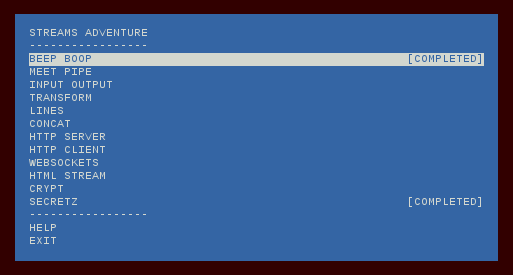 STREAMS ADVENTURE
-----------------
BEEP BOOP [COMPLETED]
MEET PIPE
INPUT OUTPUT
TRANSFORM
LINES
CONCAT
HTTP SERVER
HTTP CLIENT
WEBSOCKETS
HTML STREAM
CRYPT
SECRETZ [COMPLETED]
-----------------
HELP
EXIT